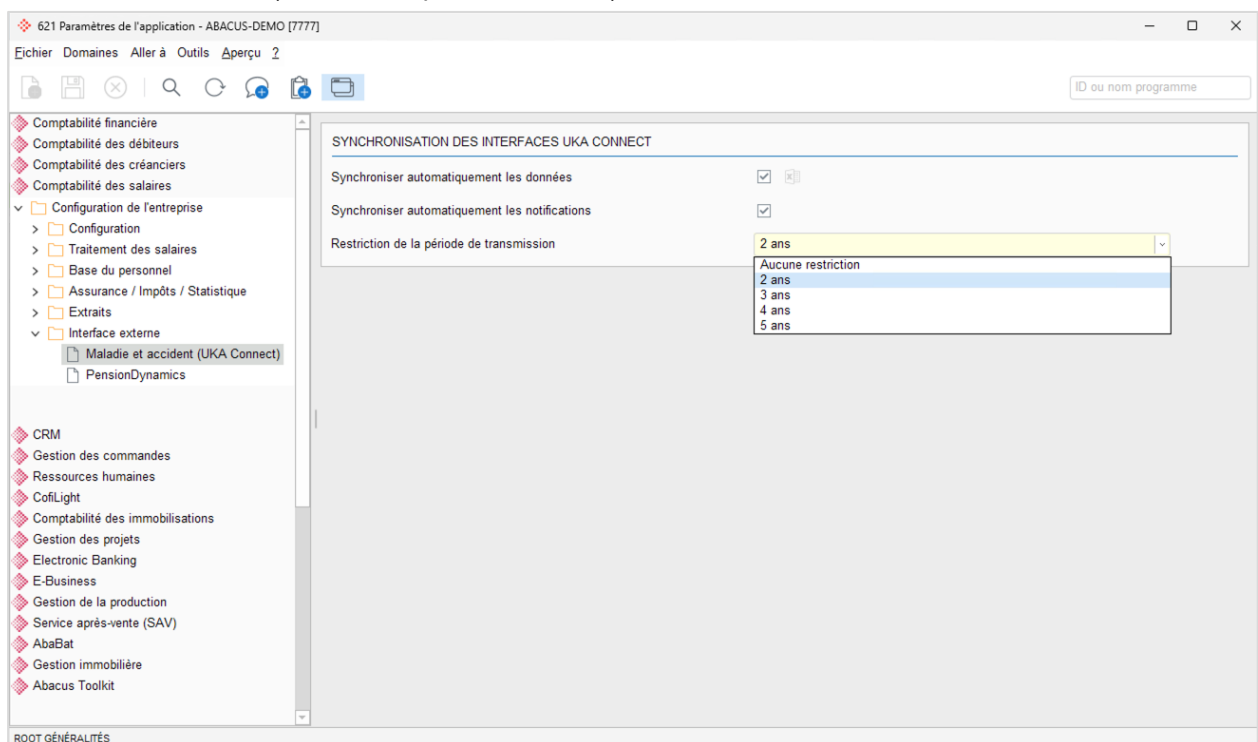 621 Paramètres de l'application - ABACUS-DEMO [7777]
Fichier Domaines Aller à Outils Aperçu ?
ID ou nom programme
Comptabilité financière
Comptabilité des débiteurs
Comptabilité des créanciers
Comptabilité des salaires
Configuration de l'entreprise
Configuration
Traitement des salaires
Base du personnel
Assurance / Impôts / Statistique
Extraits
Interface externe
Maladie et accident (UKA Connect)
PensionDynamics
CRM
Gestion des commandes
Ressources humaines
CofiLight
Comptabilité des immobilisations
Gestion des projets
Electronic Banking
E-Business
Gestion de la production
Service après-vente (SAV)
AbaBat
Gestion immobilière
Abacus Toolkit
SYNCHRONISATION DES INTERFACES UKA CONNECT
Synchroniser automatiquement les données
Synchroniser automatiquement les notifications
Restriction de la période de transmission
2 ans
Aucune restriction
2 ans
3 ans
4 ans
5 ans
ROOT GÉNÉRALITÉS